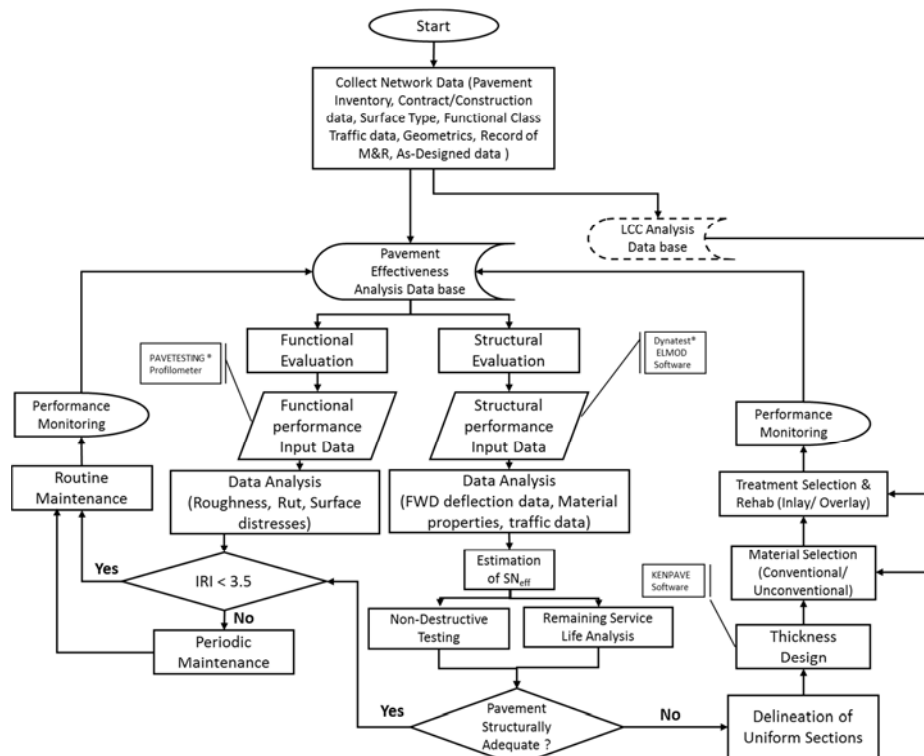 Start
Collect Network Data (Pavement
Inventory, Contract/Construction
data, Surface Type, Functional Class
Traffic data, Geometrics, Record of
M&R, As-Designed data )
LCC Analysis
Data base
Pavement
Effectiveness
Analysis Data base
Functional
Evaluation
Structural
Evaluation
PAVETESTING®
Profilometer
Dynatest®
ELMOD
Software
Functional
performance
Input Data
Structural
performance
Input Data
Performance
Monitoring
Performance
Monitoring
Routine
Maintenance
Data Analysis
(Roughness, Rut, Surface
distresses)
Data Analysis
(FWD deflection data, Material
properties, traffic data)
Treatment Selection &
Rehab (Inlay/ Overlay)
Estimation
of SNeff
Material Selection
(Conventional/
Unconventional)
Yes
IRI < 3.5
KENPAVE
Software
No
Non-Destructive
Testing
Remaining Service
Life Analysis
Thickness
Design
Periodic
Maintenance
Yes
Pavement
Structurally
Adequate ?
No
Delineation of
Uniform Sections